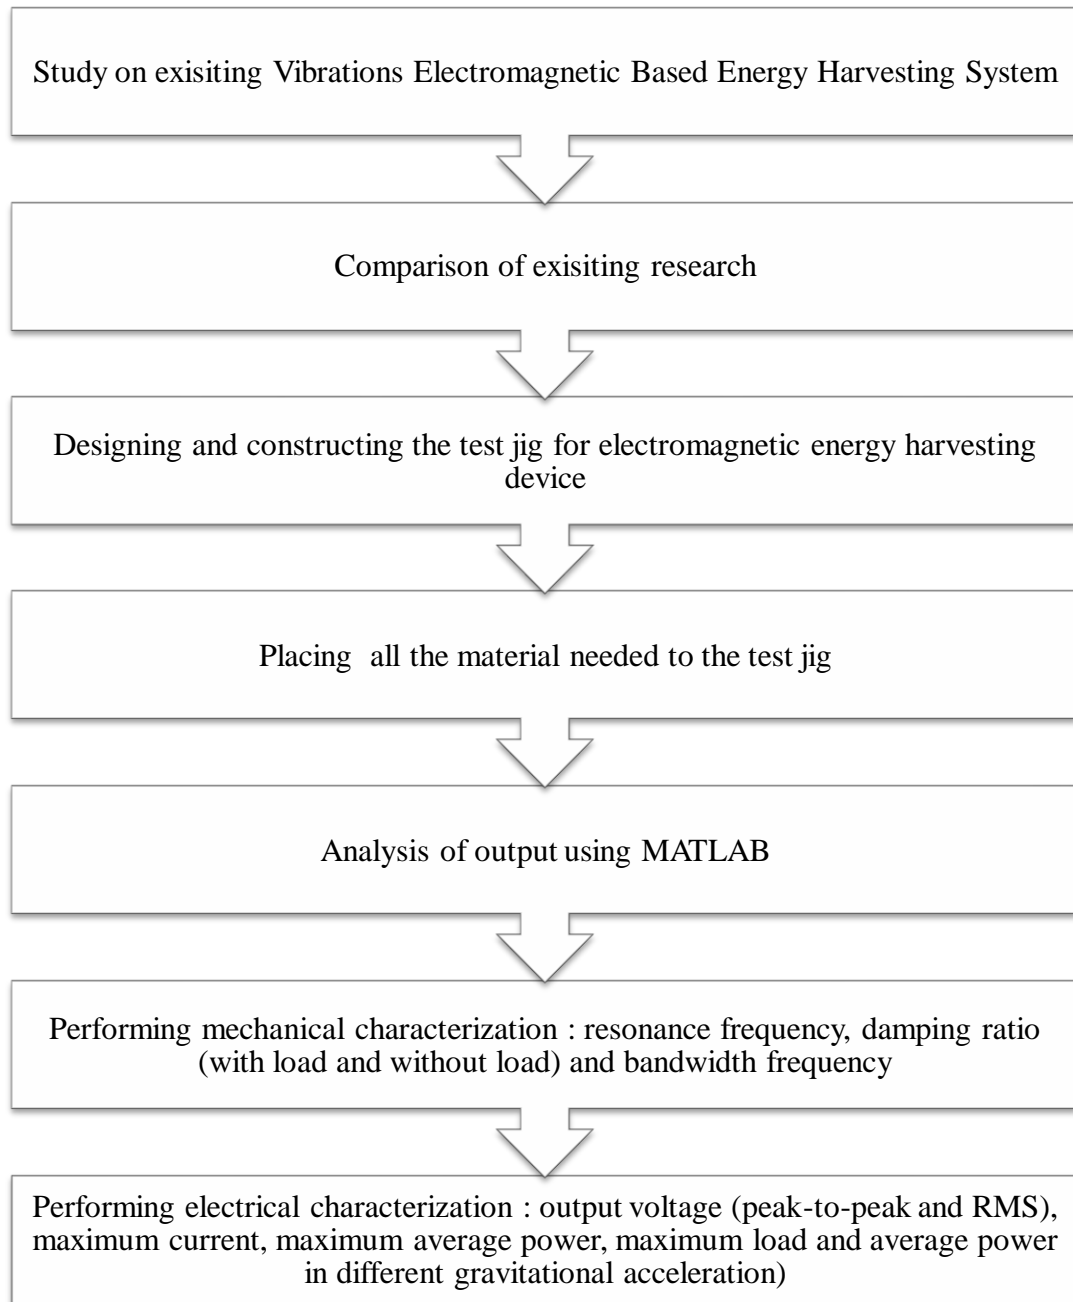 Study on exisiting Vibrations Electromagnetic Based Energy Harvesting System
Comparison of exisiting research
Designing and constructing the test jig for electromagnetic energy harvesting
device
Placing all the material needed to the test jig
Analysis of output using MATLAB
Performing mechanical characterization : resonance frequency, damping ratio
(with load and without load) and bandwidth frequency
Performing electrical characterization : output voltage (peak-to-peak and RMS),
maximum current, maximum average power, maximum load and average power
in different gravitational acceleration)